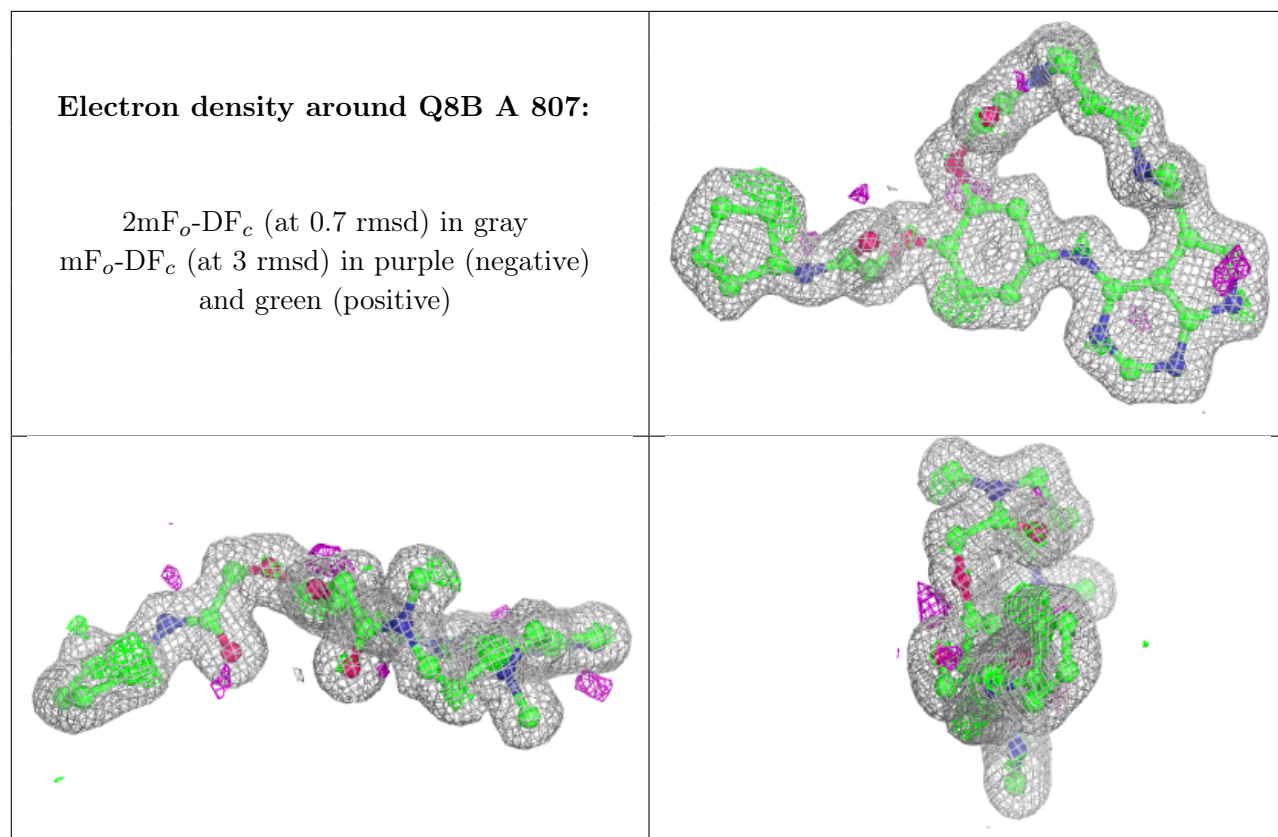 Electron density around Q8B A 807:
2mFo-DFc (at 0.7 rmsd) in gray
mFo-DFc (at 3 rmsd) in purple (negative)
and green (positive)